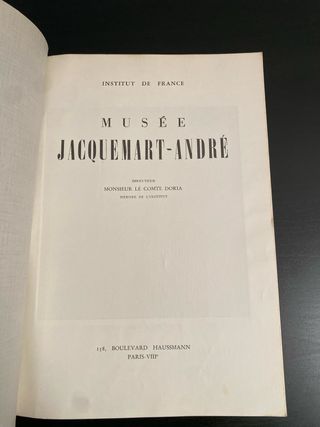 INSTITUT DE FRANCE
MUSÉE
JACQUEMART-ANDRÉ
DIRECTEUR
MONSIEUR LE COMTE DORIA
MEMBRE DE L'INSTITUT
158, BOULEVARD HAUSSMANN
PARIS-VIIIᵉ